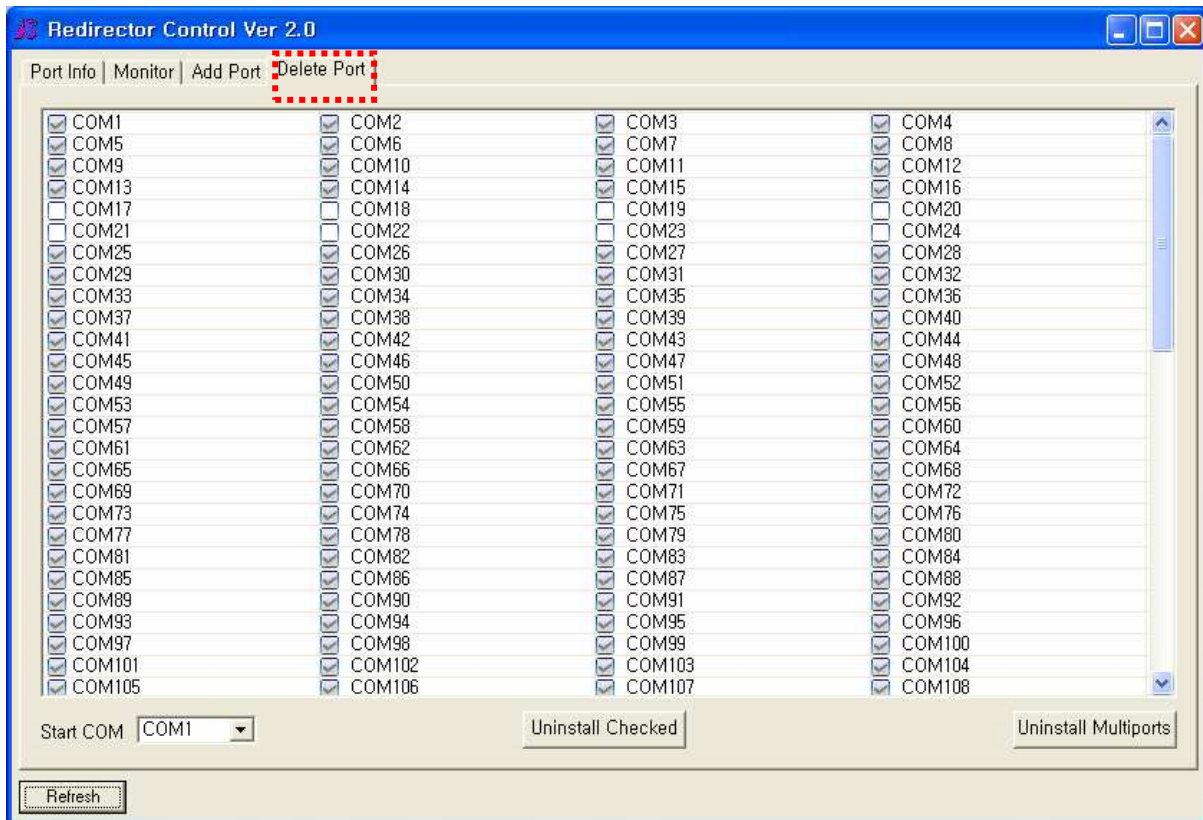 Redirector Control Ver 2.0
Port Info Monitor Add Port Delete Port
COM1 COM2 COM3 COM4
COM5 COM6 COM7 COM8
COM9 COM10 COM11 COM12
COM13 COM14 COM15 COM16
COM17 COM18 COM19 COM20
COM21 COM22 COM23 COM24
COM25 COM26 COM27 COM28
COM29 COM30 COM31 COM32
COM33 COM34 COM35 COM36
COM37 COM38 COM39 COM40
COM41 COM42 COM43 COM44
COM45 COM46 COM47 COM48
COM49 COM50 COM51 COM52
COM53 COM54 COM55 COM56
COM57 COM58 COM59 COM60
COM61 COM62 COM63 COM64
COM65 COM66 COM67 COM68
COM69 COM70 COM71 COM72
COM73 COM74 COM75 COM76
COM77 COM78 COM79 COM80
COM81 COM82 COM83 COM84
COM85 COM86 COM87 COM88
COM89 COM90 COM91 COM92
COM93 COM94 COM95 COM96
COM97 COM98 COM99 COM100
COM101 COM102 COM103 COM104
COM105 COM106 COM107 COM108
Start COM COM1 Uninstall Checked Uninstall Multiports
Refresh